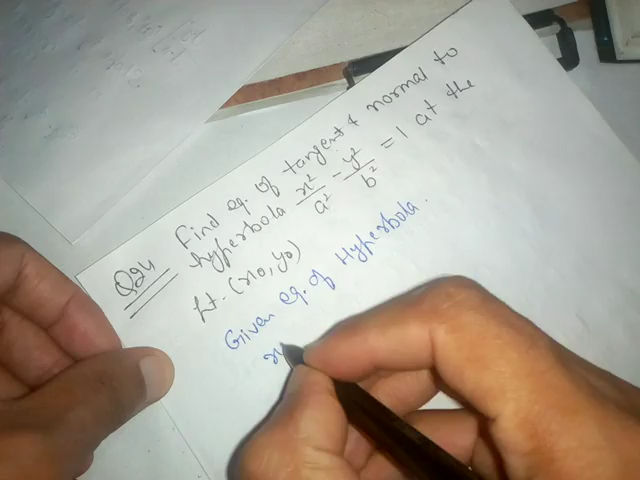 Q24 Find eq. of tangent & normal to
hyperbola x²/a² - y²/b² = 1 at the
pt. (x0, y0)
Given eq. of Hyperbola.
x